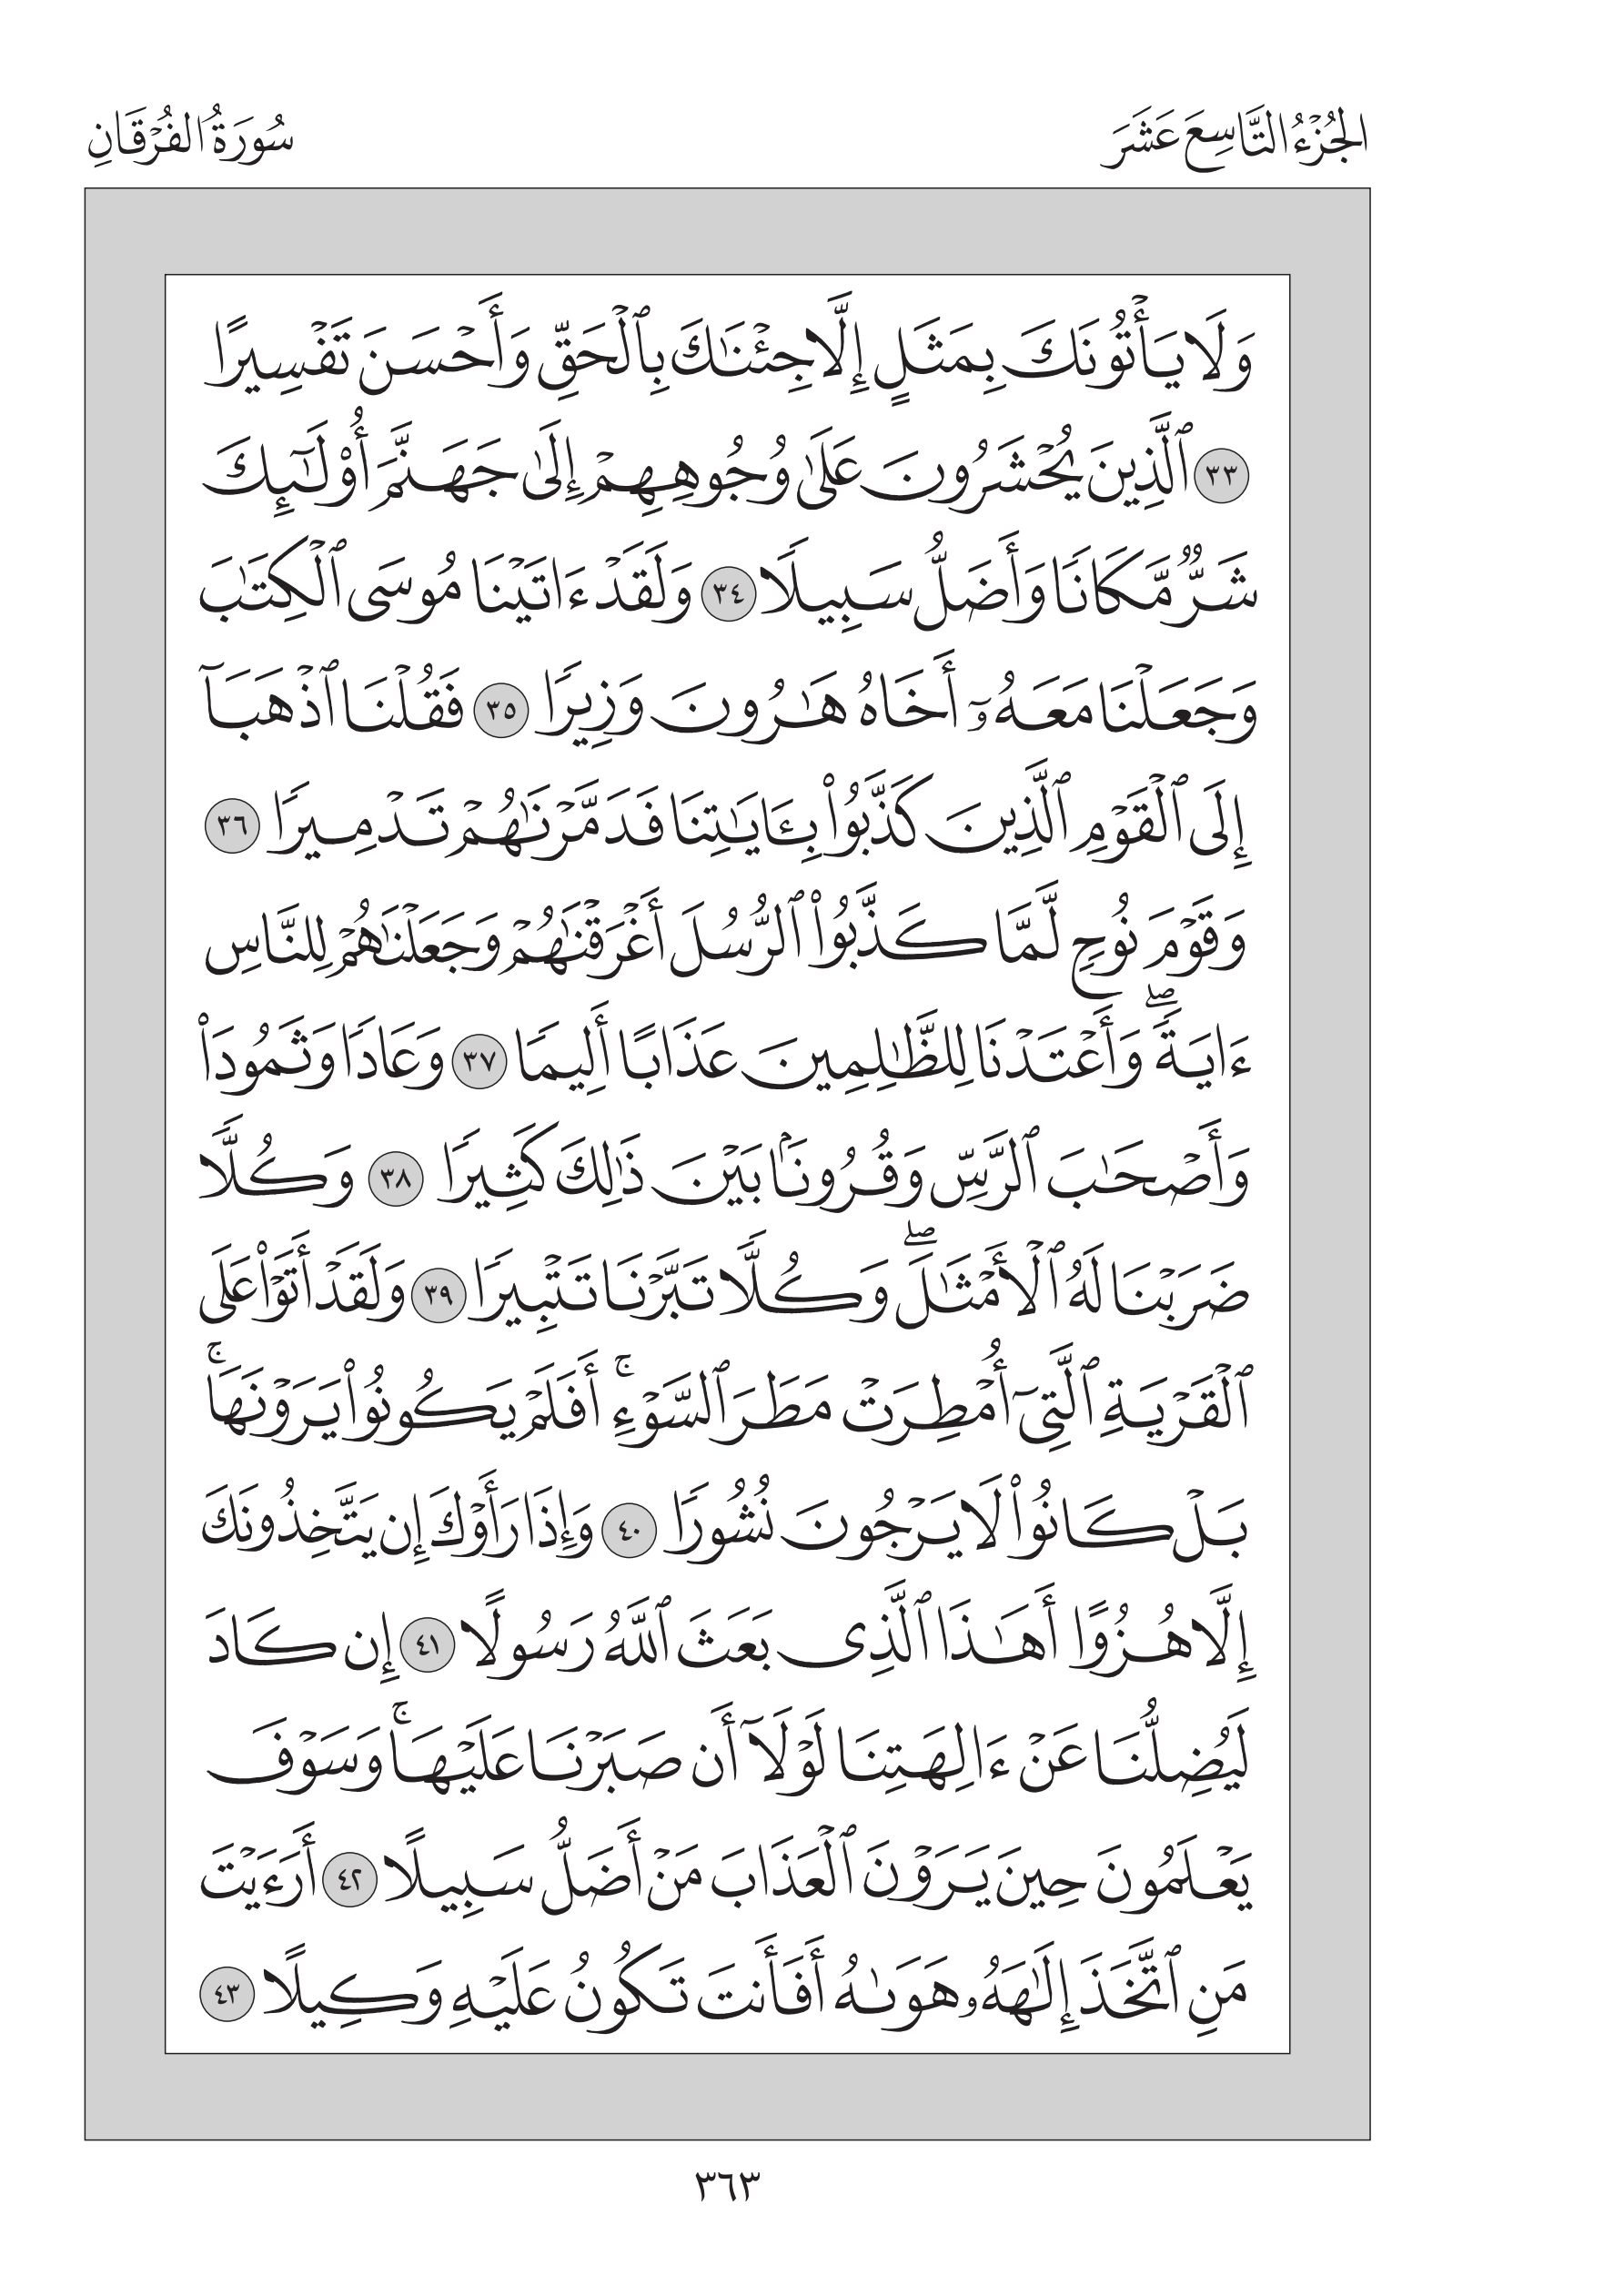 الجُزْءُ التَّاسِعَ عَشَرَ
سُورَةُ الفُرْقَانِ
وَلَا يَأْتُونَكَ بِمَثَلٍ إِلَّا جِئْنَٰكَ بِٱلْحَقِّ وَأَحْسَنَ تَفْسِيرًا
٣٣ ٱلَّذِينَ يُحْشَرُونَ عَلَىٰ وُجُوهِهِمْ إِلَىٰ جَهَنَّمَ أُوْلَٰٓئِكَ
شَرٌّ مَّكَانًا وَأَضَلُّ سَبِيلًا ٣٤ وَلَقَدْ ءَاتَيْنَا مُوسَى ٱلْكِتَٰبَ
وَجَعَلْنَا مَعَهُۥٓ أَخَاهُ هَٰرُونَ وَزِيرًا ٣٥ فَقُلْنَا ٱذْهَبَآ
إِلَى ٱلْقَوْمِ ٱلَّذِينَ كَذَّبُوا۟ بِـَٔايَٰتِنَا فَدَمَّرْنَٰهُمْ تَدْمِيرًا ٣٦
وَقَوْمَ نُوحٍ لَّمَّا كَذَّبُوا۟ ٱلرُّسُلَ أَغْرَقْنَٰهُمْ وَجَعَلْنَٰهُمْ لِلنَّاسِ
ءَايَةً ۖ وَأَعْتَدْنَا لِلظَّٰلِمِينَ عَذَابًا أَلِيمًا ٣٧ وَعَادًا وَثَمُودَا۟
وَأَصْحَٰبَ ٱلرَّسِّ وَقُرُونًۢا بَيْنَ ذَٰلِكَ كَثِيرًا ٣٨ وَكُلًّا
ضَرَبْنَا لَهُ ٱلْأَمْثَٰلَ ۖ وَكُلًّا تَبَّرْنَا تَتْبِيرًا ٣٩ وَلَقَدْ أَتَوْا۟ عَلَى
ٱلْقَرْيَةِ ٱلَّتِىٓ أُمْطِرَتْ مَطَرَ ٱلسَّوْءِ ۚ أَفَلَمْ يَكُونُوا۟ يَرَوْنَهَا ۚ
بَلْ كَانُوا۟ لَا يَرْجُونَ نُشُورًا ٤٠ وَإِذَا رَأَوْكَ إِن يَتَّخِذُونَكَ
إِلَّا هُزُوًا أَهَٰذَا ٱلَّذِى بَعَثَ ٱللَّهُ رَسُولًا ٤١ إِن كَادَ
لَيُضِلُّنَا عَنْ ءَالِهَتِنَا لَوْلَآ أَن صَبَرْنَا عَلَيْهَا ۚ وَسَوْفَ
يَعْلَمُونَ حِينَ يَرَوْنَ ٱلْعَذَابَ مَنْ أَضَلُّ سَبِيلًا ٤٢ أَرَءَيْتَ
مَنِ ٱتَّخَذَ إِلَٰهَهُۥ هَوَىٰهُ أَفَأَنتَ تَكُونُ عَلَيْهِ وَكِيلًا ٤٣
٣٦٣